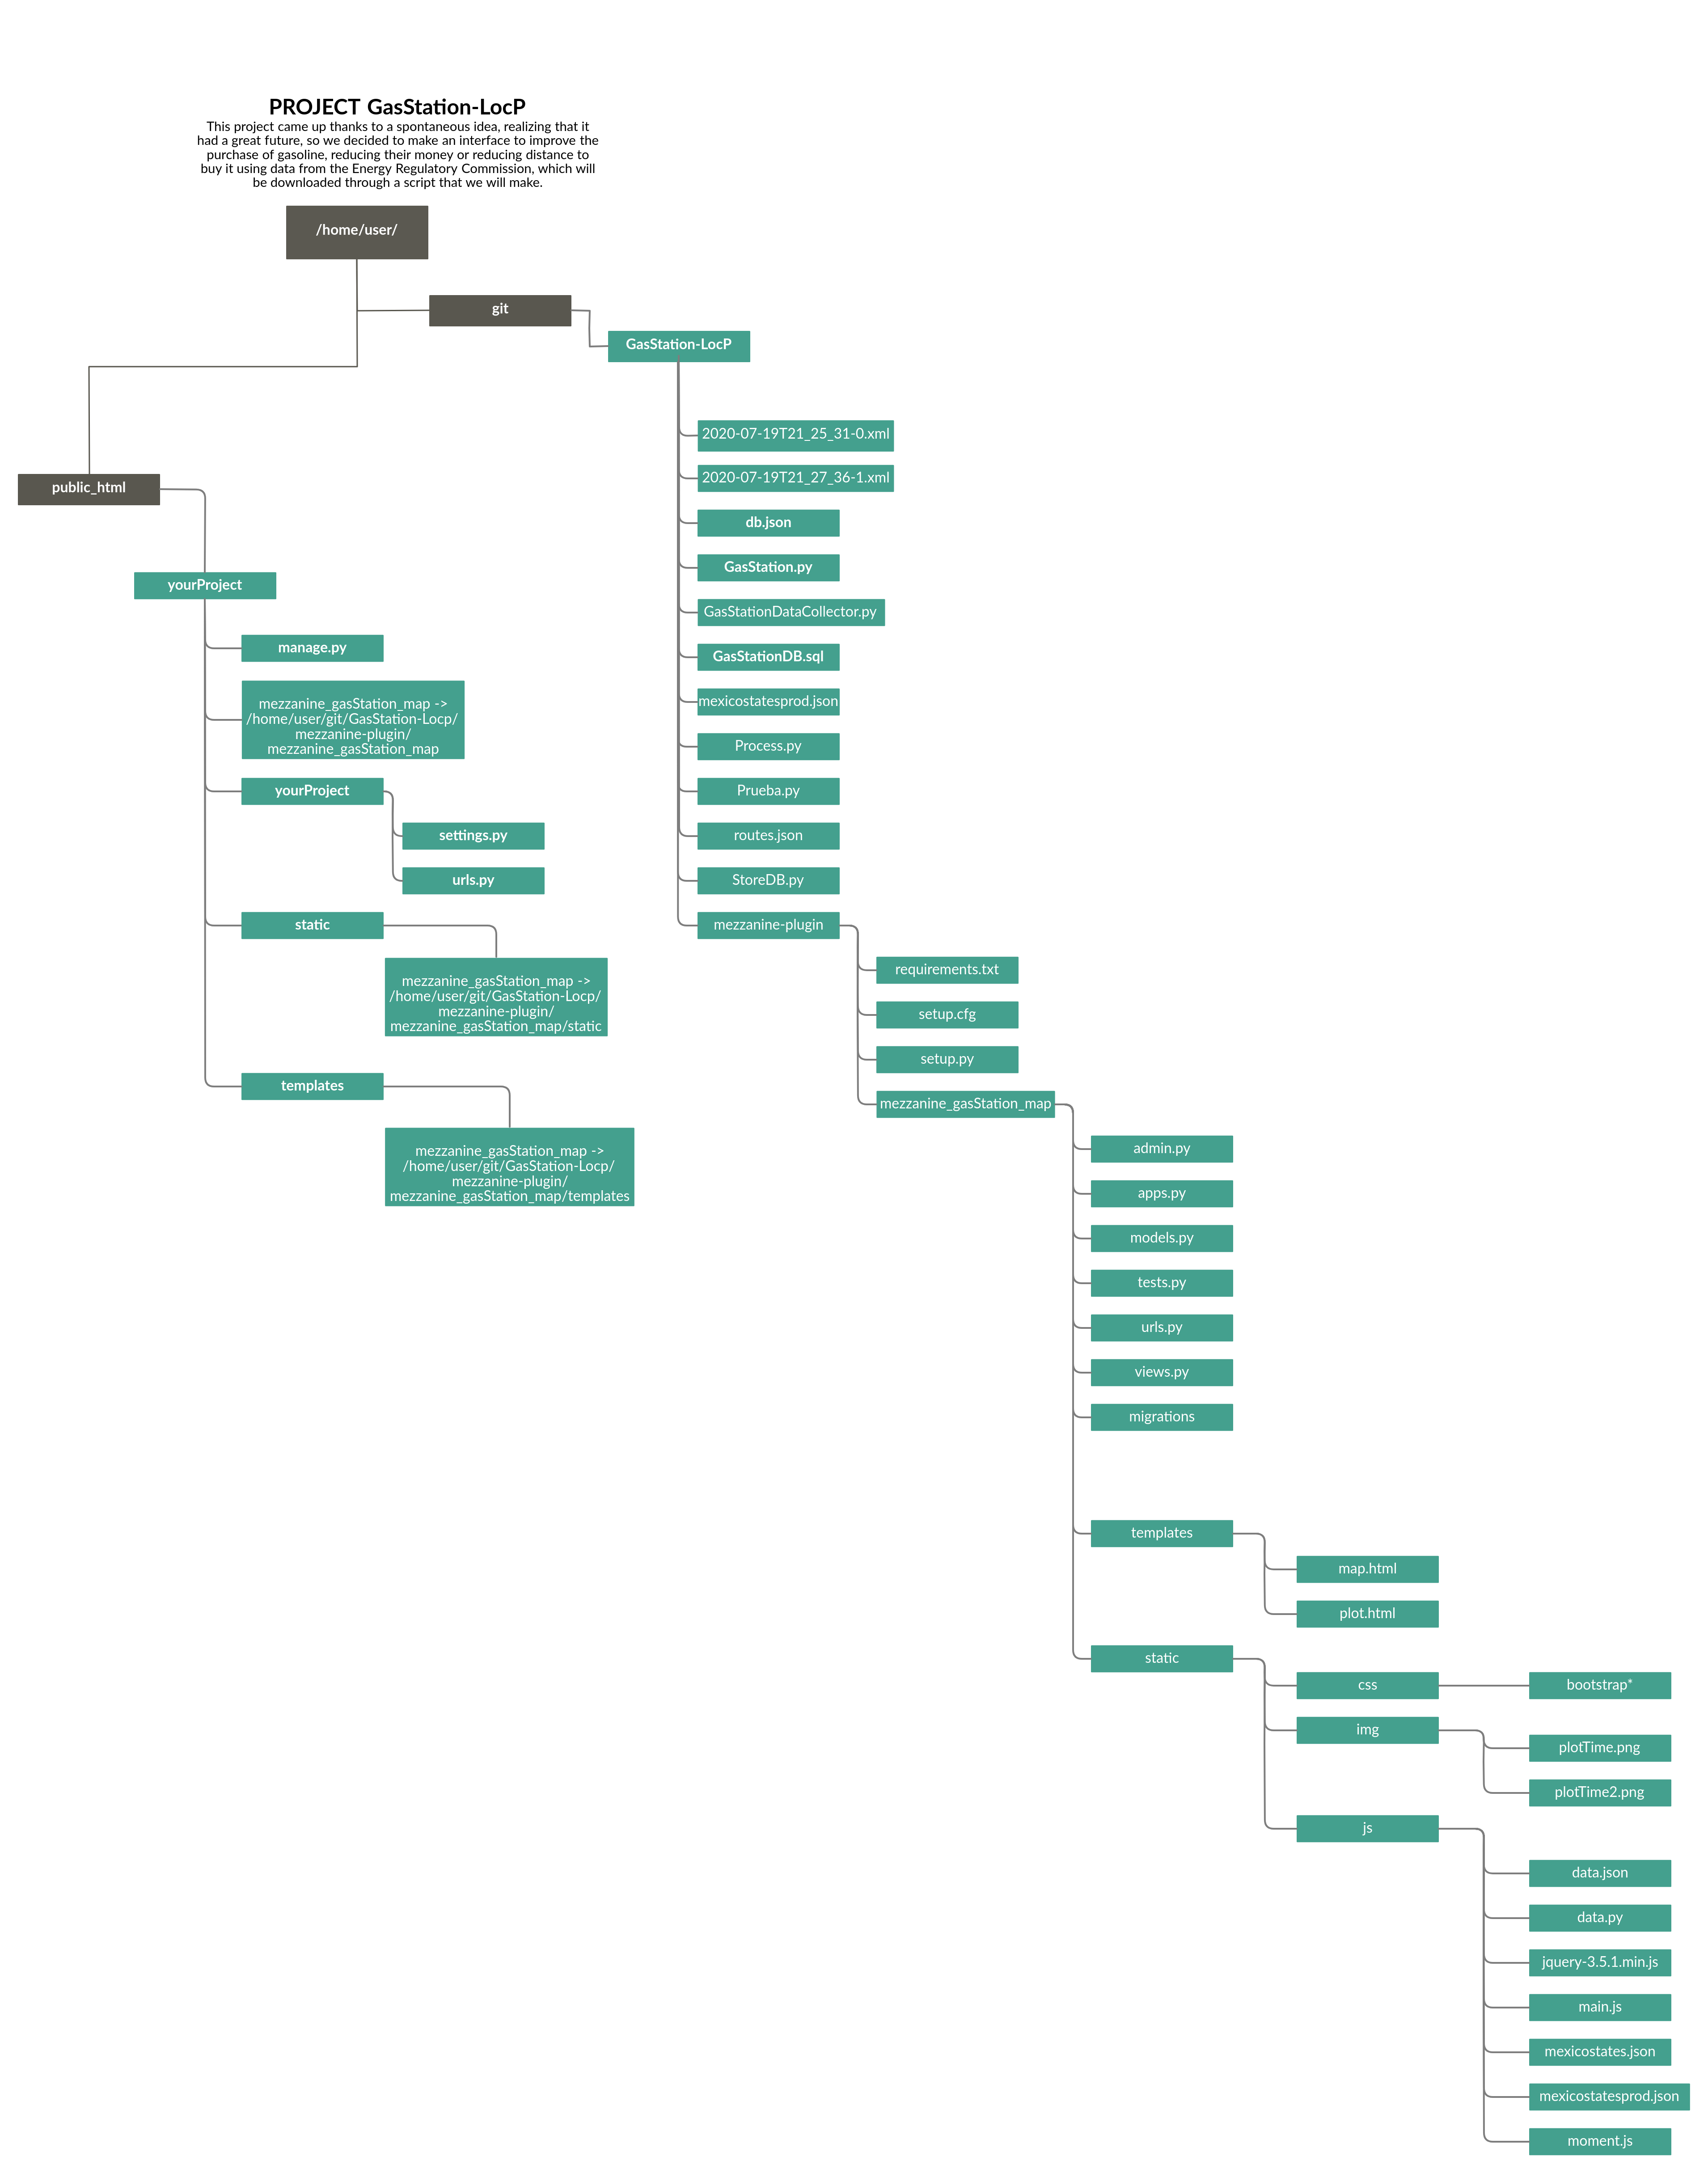 PROJECT GasStation-LocP
This project came up thanks to a spontaneous idea, realizing that it
had a great future, so we decided to make an interface to improve the
purchase of gasoline, reducing their money or reducing distance to
buy it using data from the Energy Regulatory Commission, which will
be downloaded through a script that we will make.
/home/user/
git
GasStation-LocP
public_html
yourProject
manage.py
mezzanine_gasStation_map ->
/home/user/git/GasStation-Locp/
mezzanine-plugin/
mezzanine_gasStation_map
yourProject
settings.py
urls.py
static
mezzanine_gasStation_map ->
/home/user/git/GasStation-Locp/
mezzanine-plugin/
mezzanine_gasStation_map/static
templates
mezzanine_gasStation_map ->
/home/user/git/GasStation-Locp/
mezzanine-plugin/
mezzanine_gasStation_map/templates
2020-07-19T21_25_31-0.xml
2020-07-19T21_27_36-1.xml
db.json
GasStation.py
GasStationDataCollector.py
GasStationDB.sql
mexicostatesprod.json
Process.py
Prueba.py
routes.json
StoreDB.py
mezzanine-plugin
requirements.txt
setup.cfg
setup.py
mezzanine_gasStation_map
admin.py
apps.py
models.py
tests.py
urls.py
views.py
migrations
templates
map.html
plot.html
static
css
bootstrap*
img
plotTime.png
plotTime2.png
js
data.json
data.py
jquery-3.5.1.min.js
main.js
mexicostates.json
mexicostatesprod.json
moment.js